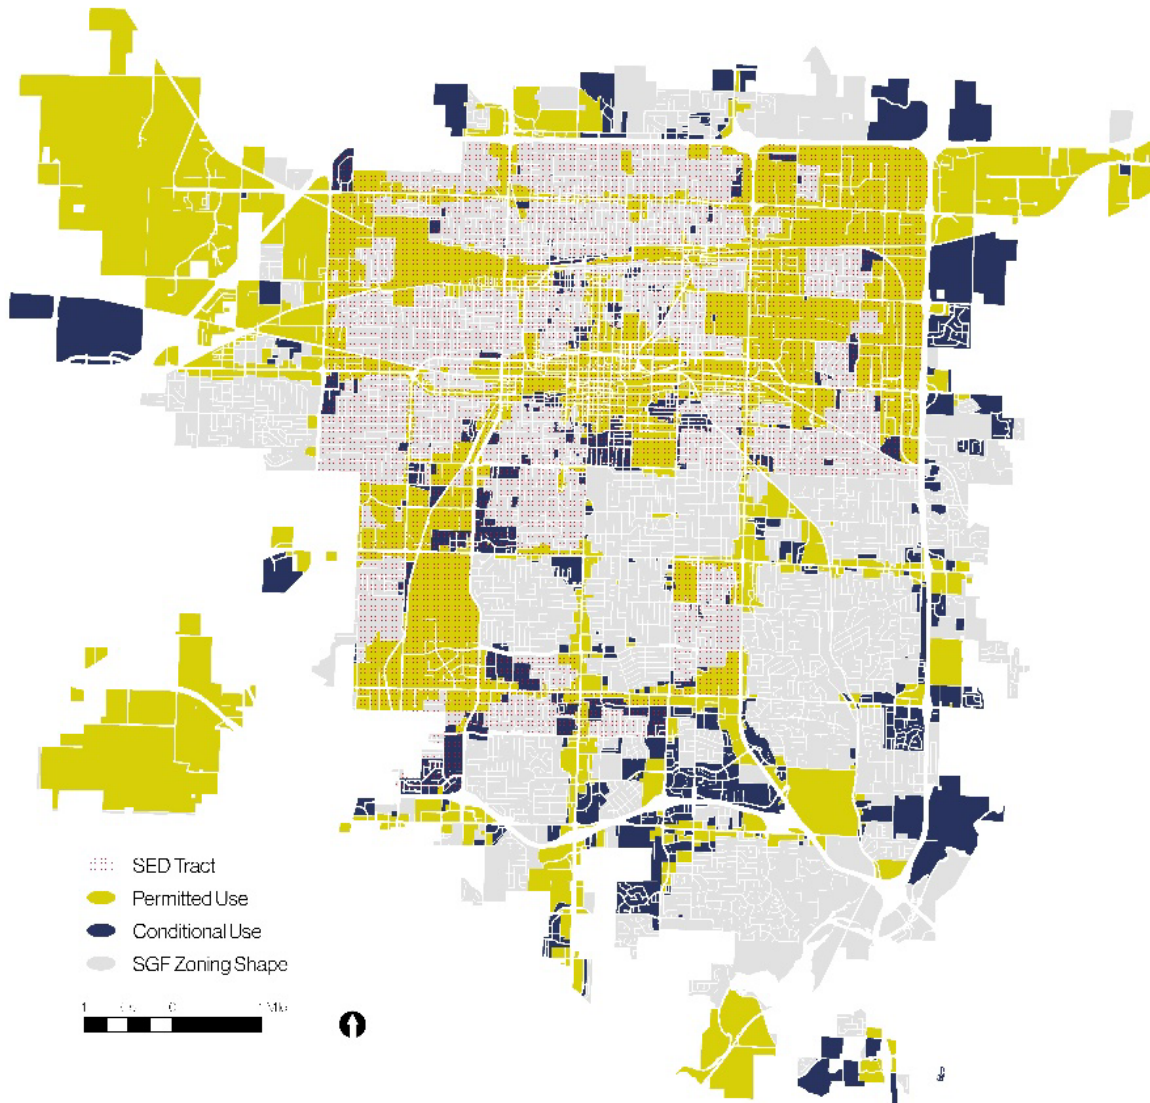 SED Tract
Permitted Use
Conditional Use
SGF Zoning Shape
1 0 1 Mile